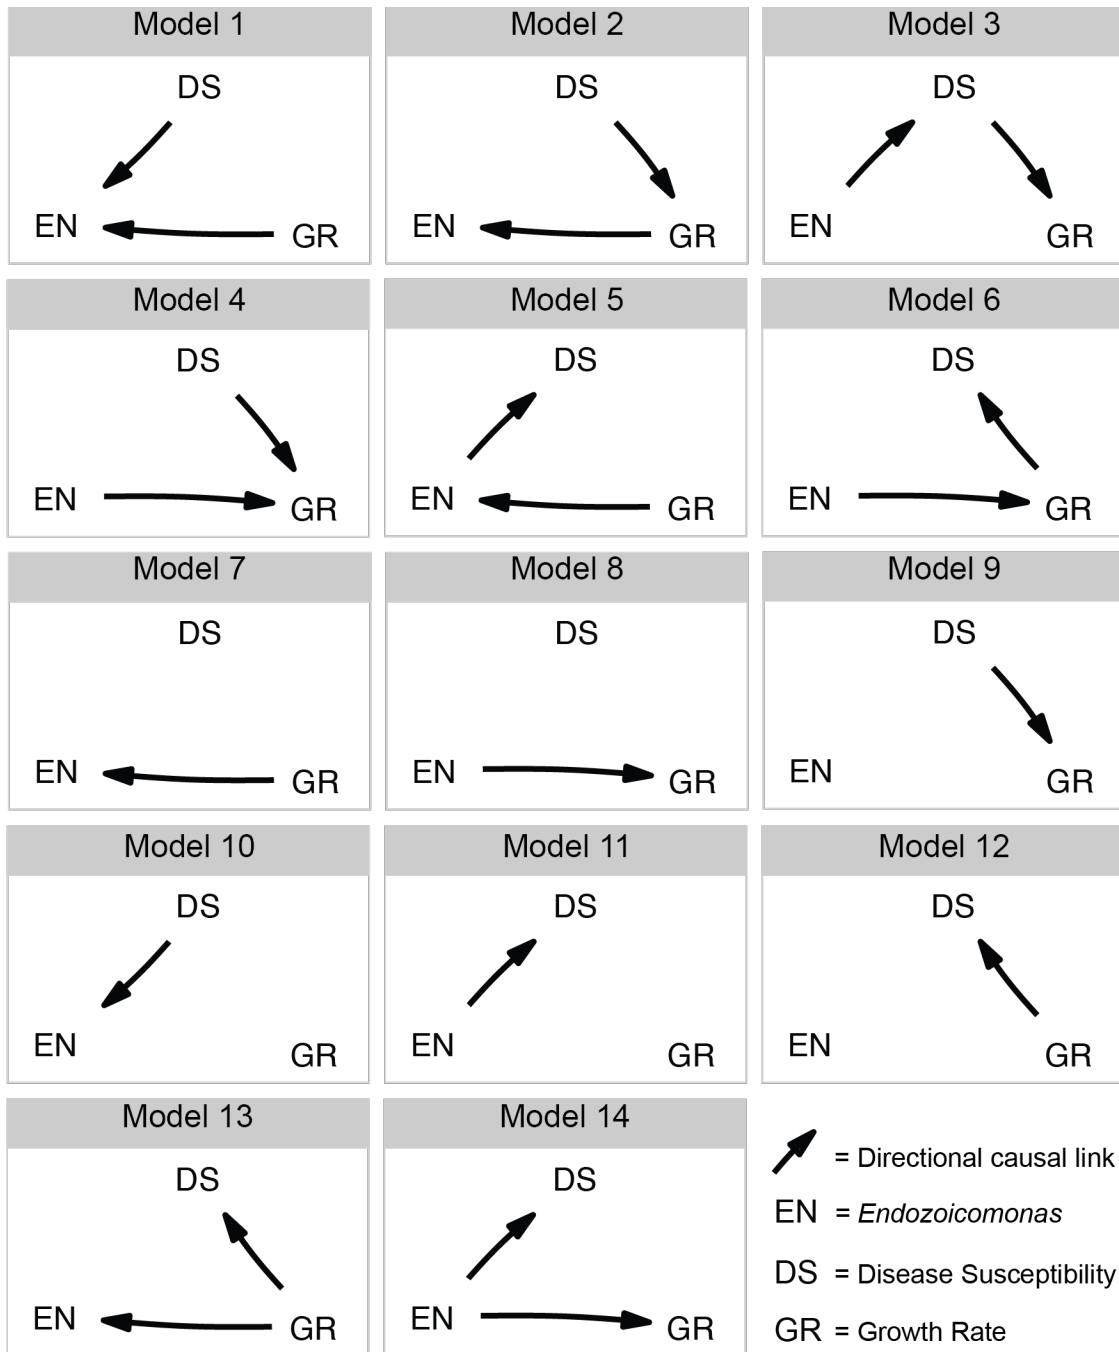 Model 1
Model 2
Model 3
DS
DS
DS
EN
GR
EN
GR
EN
GR
Model 4
Model 5
Model 6
DS
DS
DS
EN
GR
EN
GR
EN
GR
Model 7
Model 8
Model 9
DS
DS
DS
EN
GR
EN
GR
EN
GR
Model 10
Model 11
Model 12
DS
DS
DS
EN
GR
EN
GR
EN
GR
Model 13
Model 14
DS
DS
EN
GR
EN
GR
= Directional causal link
EN = Endozoicomonas
DS = Disease Susceptibility
GR = Growth Rate